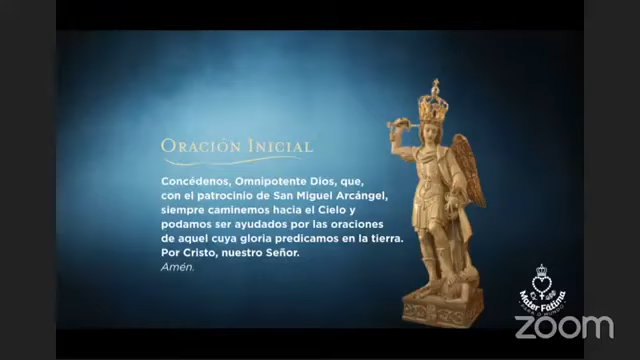 ORACIÓN INICIAL
Concédenos, Omnipotente Dios, que,
con el patrocinio de San Miguel Arcángel,
siempre caminemos hacia el Cielo y
podamos ser ayudados por las oraciones
de aquel cuya gloria predicamos en la tierra.
Por Cristo, nuestro Señor.
Amén.
Mater Fátima
zoom